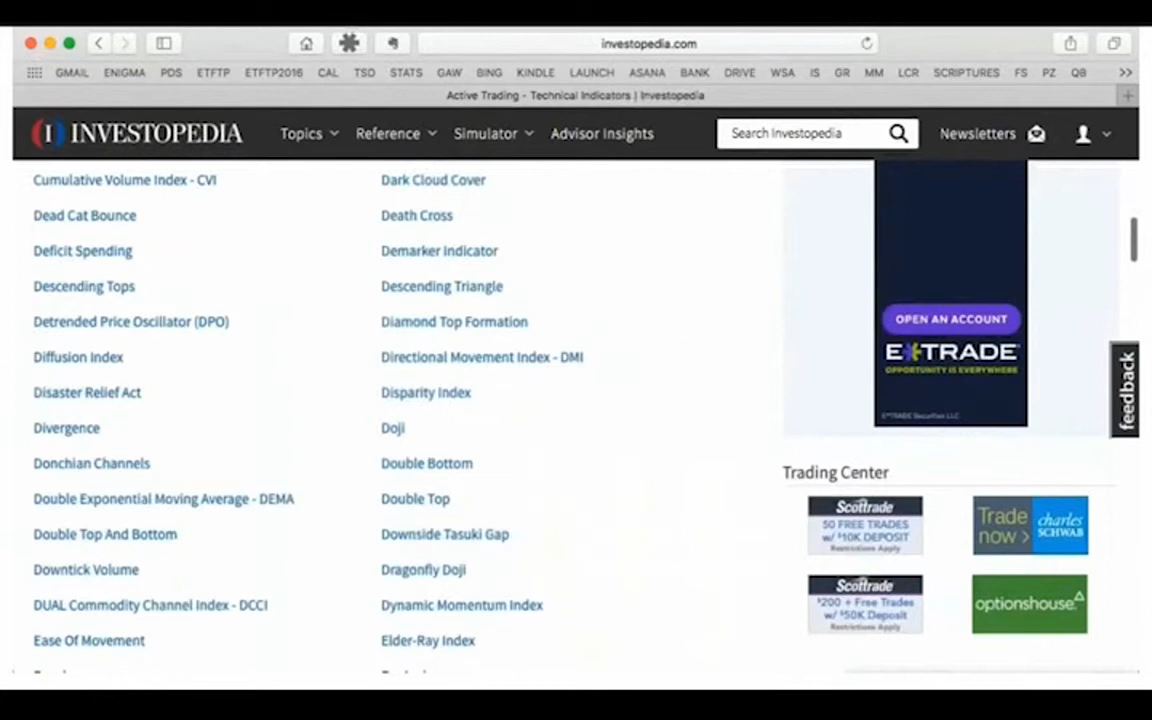 investopedia.com
GMAIL ENIGMA PDS ETFTP ETFTP2016 CAL TSD STATS GAW BING KINDLE LAUNCH ASANA BANK DRIVE WSA IS GR MM LCR SCRIPTURES FS PZ QB >>
Active Trading - Technical Indicators | Investopedia
(I) INVESTOPEDIA Topics Reference Simulator Advisor Insights Search Investopedia Newsletters
Cumulative Volume Index - CVI
Dark Cloud Cover
Dead Cat Bounce
Death Cross
Deficit Spending
Demarker Indicator
Descending Tops
Descending Triangle
Detrended Price Oscillator (DPO)
Diamond Top Formation
Diffusion Index
Directional Movement Index - DMI
Disaster Relief Act
Disparity Index
Divergence
Doji
Donchian Channels
Double Bottom
Double Exponential Moving Average - DEMA
Double Top
Double Top And Bottom
Downside Tasuki Gap
Downtick Volume
Dragonfly Doji
DUAL Commodity Channel Index - DCCI
Dynamic Momentum Index
Ease Of Movement
Elder-Ray Index
OPEN AN ACCOUNT
E*TRADE
OPPORTUNITY IS EVERYWHERE
E*TRADE Securities LLC
feedback
Trading Center
Scottrade
50 FREE TRADES
w/ $10K DEPOSIT
Restrictions Apply
Trade
now >
charles
SCHWAB
Scottrade
$200 + Free Trades
w/ $50K Deposit
Restrictions Apply
optionshouse